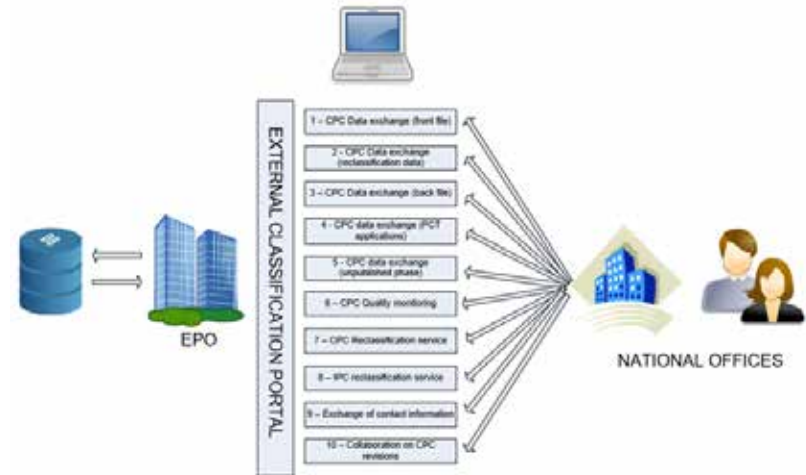 EXTERNAL CLASSIFICATION PORTAL
1 – CPC Data exchange (front file)
2 - CPC Data exchange
(reclassification data)
3 – CPC Data exchange (back file)
4 - CPC data exchange (PCT
applications)
5 - CPC data exchange
(unpublished phase)
6 – CPC Quality monitoring
7 – CPC Reclassification service
8 – IPC reclassification service
9 – Exchange of contact information
10 – Collaboration on CPC
revisions
EPO
NATIONAL OFFICES